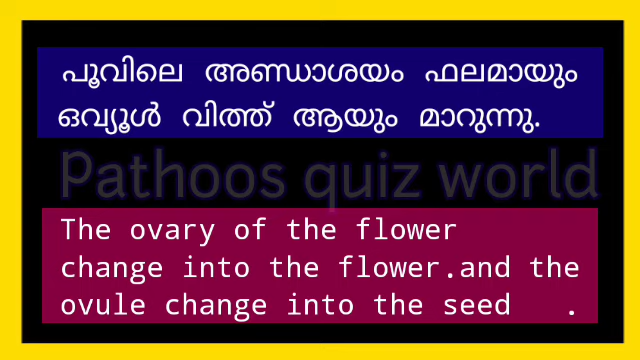 പൂവിലെ അണ്ഡാശയം ഫലമായും
ഒവ്യൂൾ വിത്ത് ആയും മാറുന്നു.
Pathoos quiz world
The ovary of the flower
change into the flower.and the
ovule change into the seed .